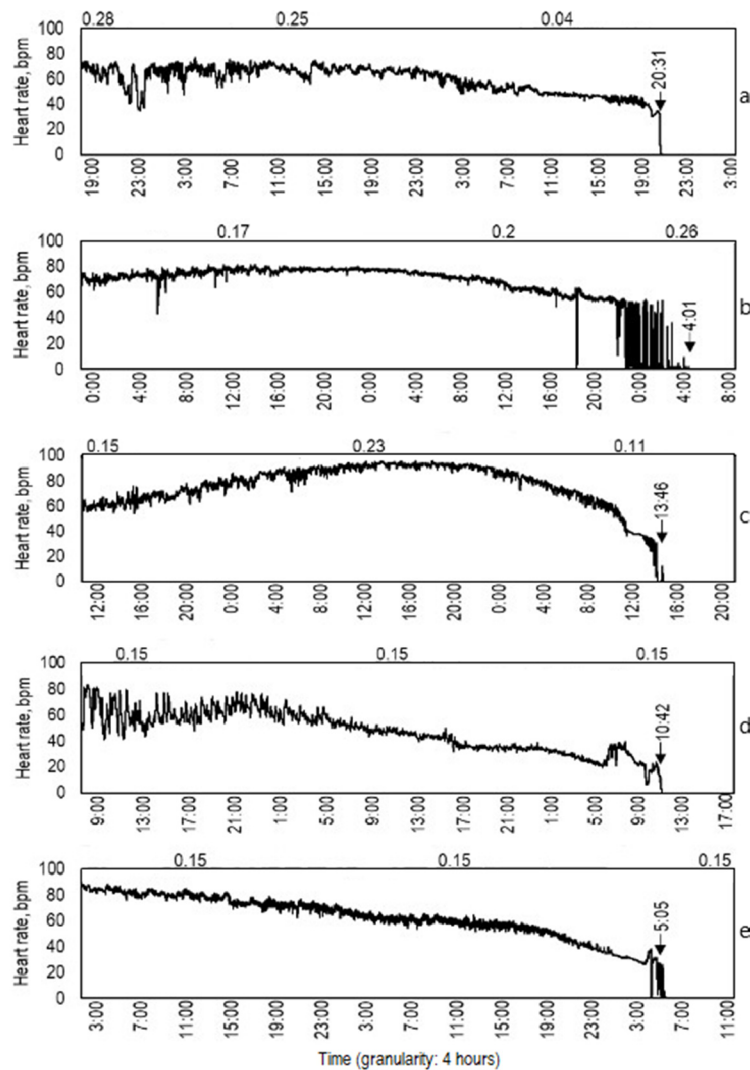 0.28 0.25 0.04
Heart rate, bpm
100
80
60
40
20
0
20:31
a
19:00 23:00 3:00 7:00 11:00 15:00 19:00 23:00 3:00 7:00 11:00 15:00 19:00 23:00 3:00
0.17 0.2 0.26
Heart rate, bpm
100
80
60
40
20
0
4:01
b
0:00 4:00 8:00 12:00 16:00 20:00 0:00 4:00 8:00 12:00 16:00 20:00 0:00 4:00 8:00
0.15 0.23 0.11
Heart rate, bpm
100
80
60
40
20
0
13:46
c
12:00 16:00 20:00 0:00 4:00 8:00 12:00 16:00 20:00 0:00 4:00 8:00 12:00 16:00 20:00
0.15 0.15 0.15
Heart rate, bpm
100
80
60
40
20
0
10:42
d
9:00 13:00 17:00 21:00 1:00 5:00 9:00 17:00 21:00 1:00 5:00 9:00 13:00 17:00
0.15 0.15 0.15
Heart rate, bpm
100
80
60
40
20
0
5:05
e
3:00 7:00 11:00 15:00 19:00 23:00 3:00 7:00 11:00 15:00 19:00 23:00 3:00 7:00 11:00
Time (granularity: 4 hours)